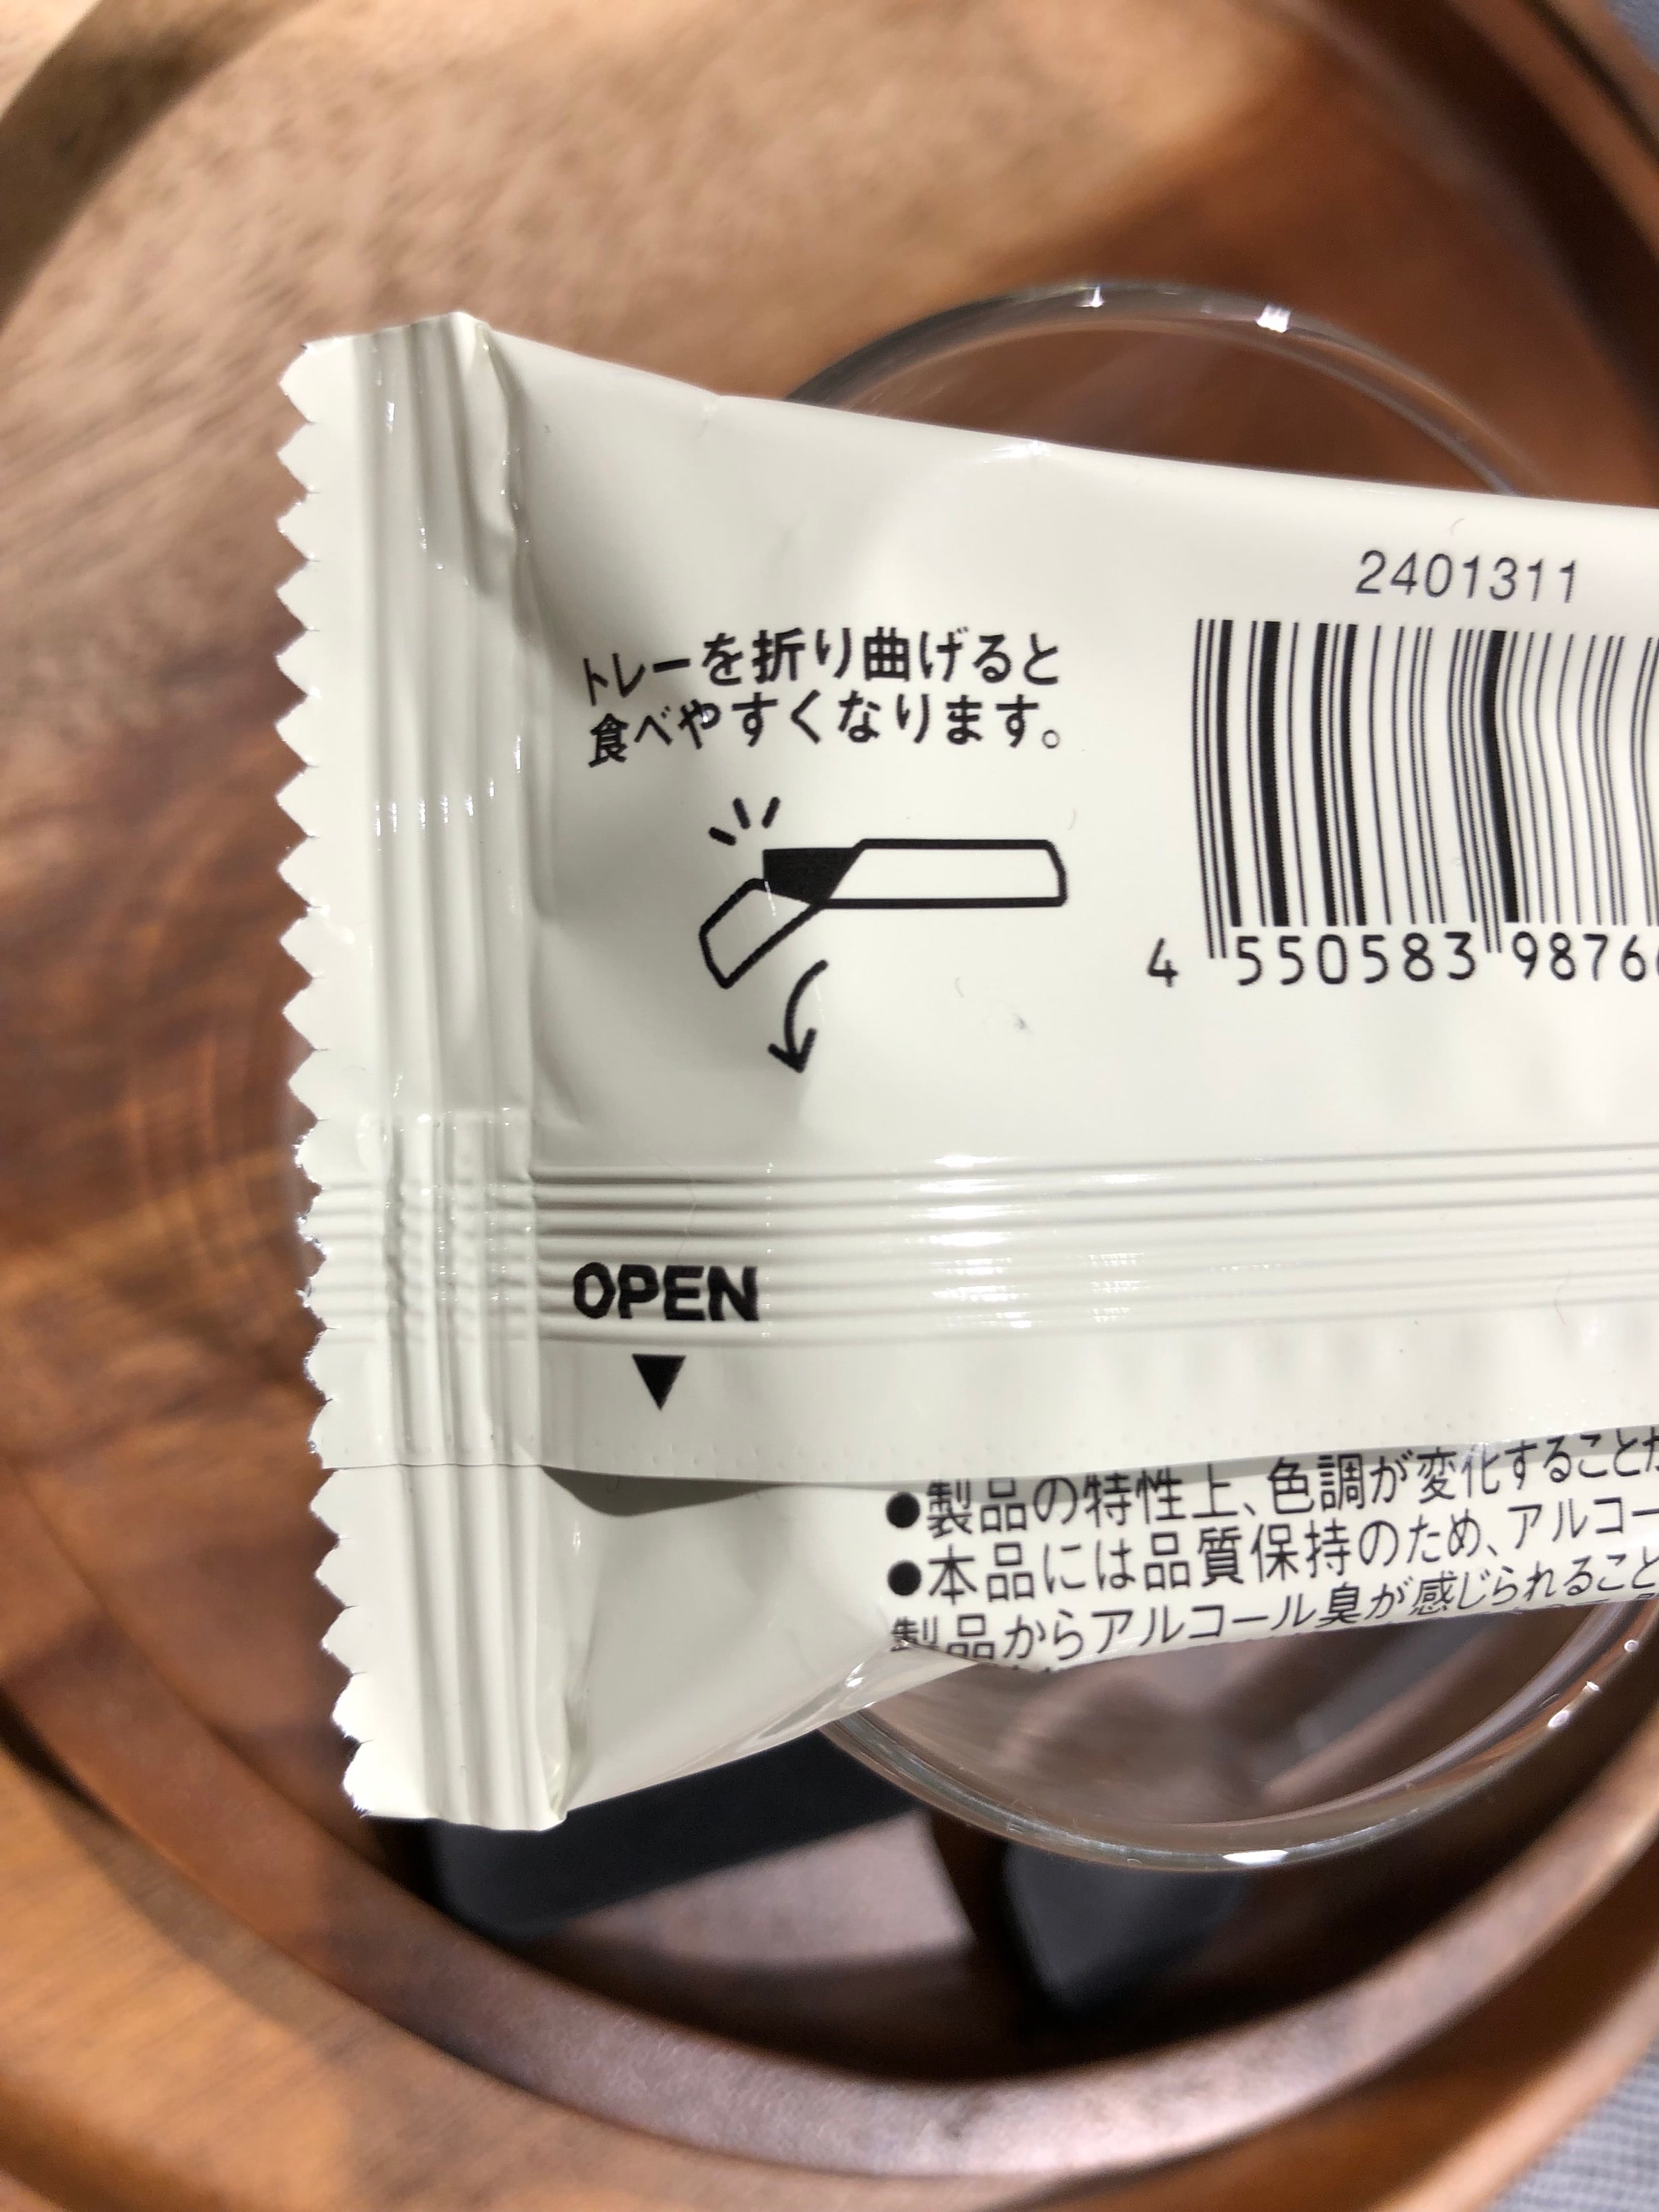 2401311
トレーを折り曲げると
食べやすくなります。
4 550583 9876
OPEN
●製品の特性上、色調が変化すること
●本品には品質保持のため、アルコー
製品からアルコール臭が感じられること